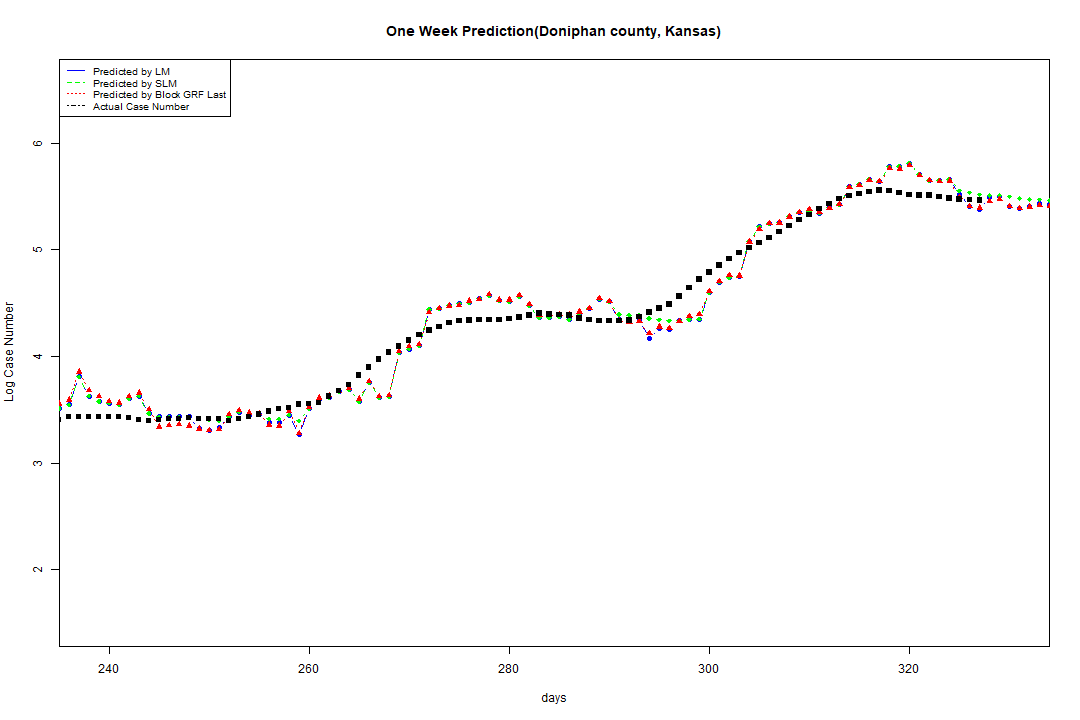 One Week Prediction(Doniphan county, Kansas)
Predicted by LM
Predicted by SLM
Predicted by Block GRF Last
Actual Case Number
6
5
4
3
2
Log Case Number
240 260 280 300 320
days